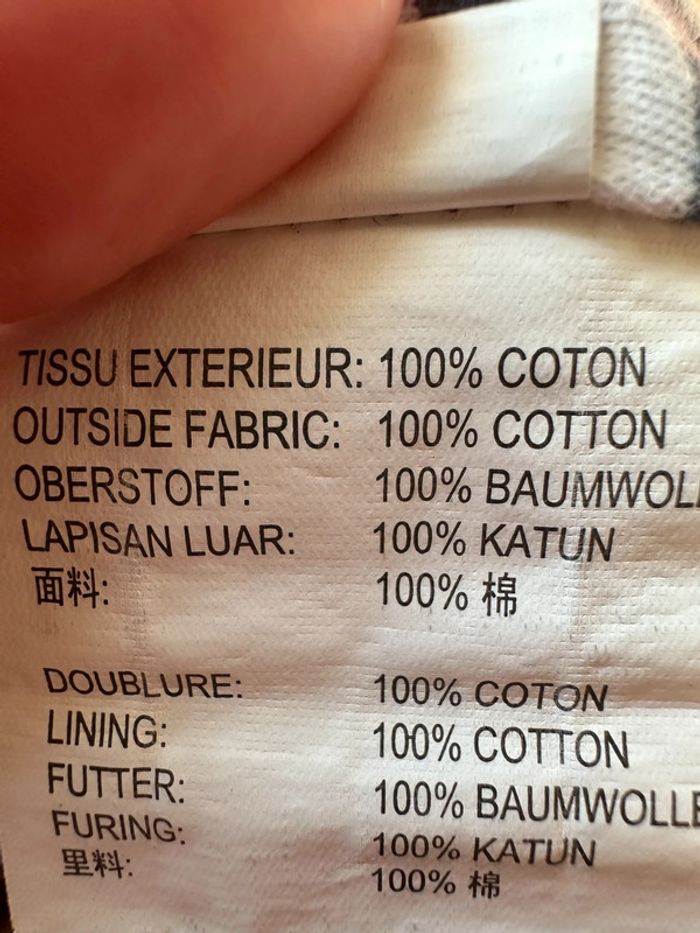 TISSU EXTERIEUR: 100% COTON
OUTSIDE FABRIC: 100% COTTON
OBERSTOFF: 100% BAUMWOLL
LAPISAN LUAR: 100% KATUN
面料: 100% 棉
DOUBLURE: 100% COTON
LINING: 100% COTTON
FUTTER: 100% BAUMWOLLE
FURING: 100% KATUN
里料: 100% 棉